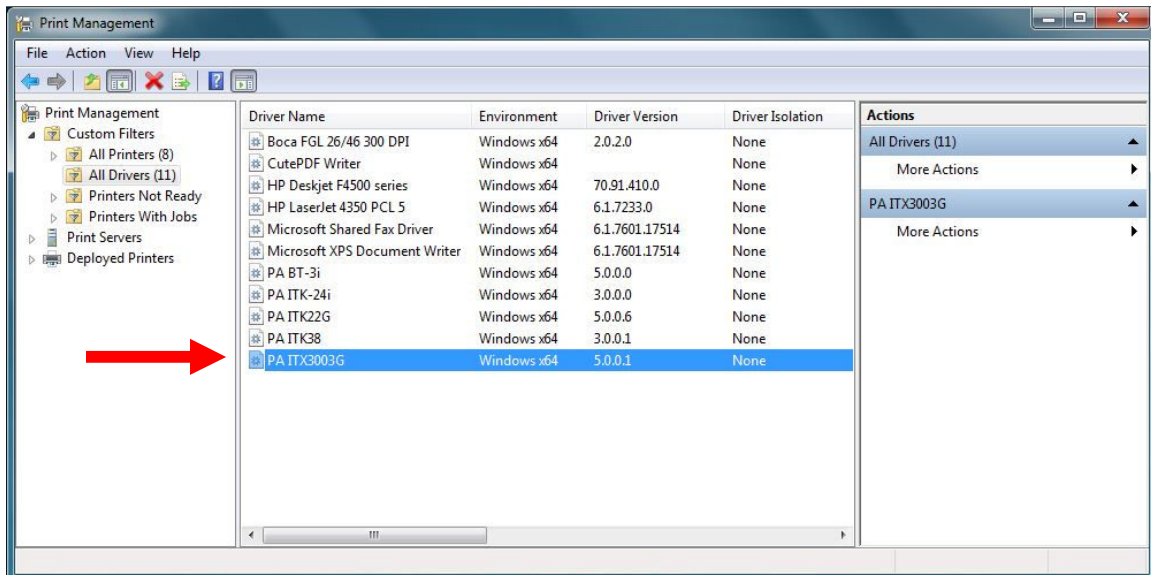 Print Management
File Action View Help
Print Management
Custom Filters
All Printers (8)
All Drivers (11)
Printers Not Ready
Printers With Jobs
Print Servers
Deployed Printers
Driver Name Environment Driver Version Driver Isolation
Boca FGL 26/46 300 DPI Windows x64 2.0.2.0 None
CutePDF Writer Windows x64 None
HP Deskjet F4500 series Windows x64 70.91.410.0 None
HP LaserJet 4350 PCL 5 Windows x64 6.1.7233.0 None
Microsoft Shared Fax Driver Windows x64 6.1.7601.17514 None
Microsoft XPS Document Writer Windows x64 6.1.7601.17514 None
PA BT-3i Windows x64 5.0.0.0 None
PA ITK-24i Windows x64 3.0.0.0 None
PA ITK22G Windows x64 5.0.0.6 None
PA ITK38 Windows x64 3.0.0.1 None
PA ITX3003G Windows x64 5.0.0.1 None
Actions
All Drivers (11)
More Actions
PA ITX3003G
More Actions